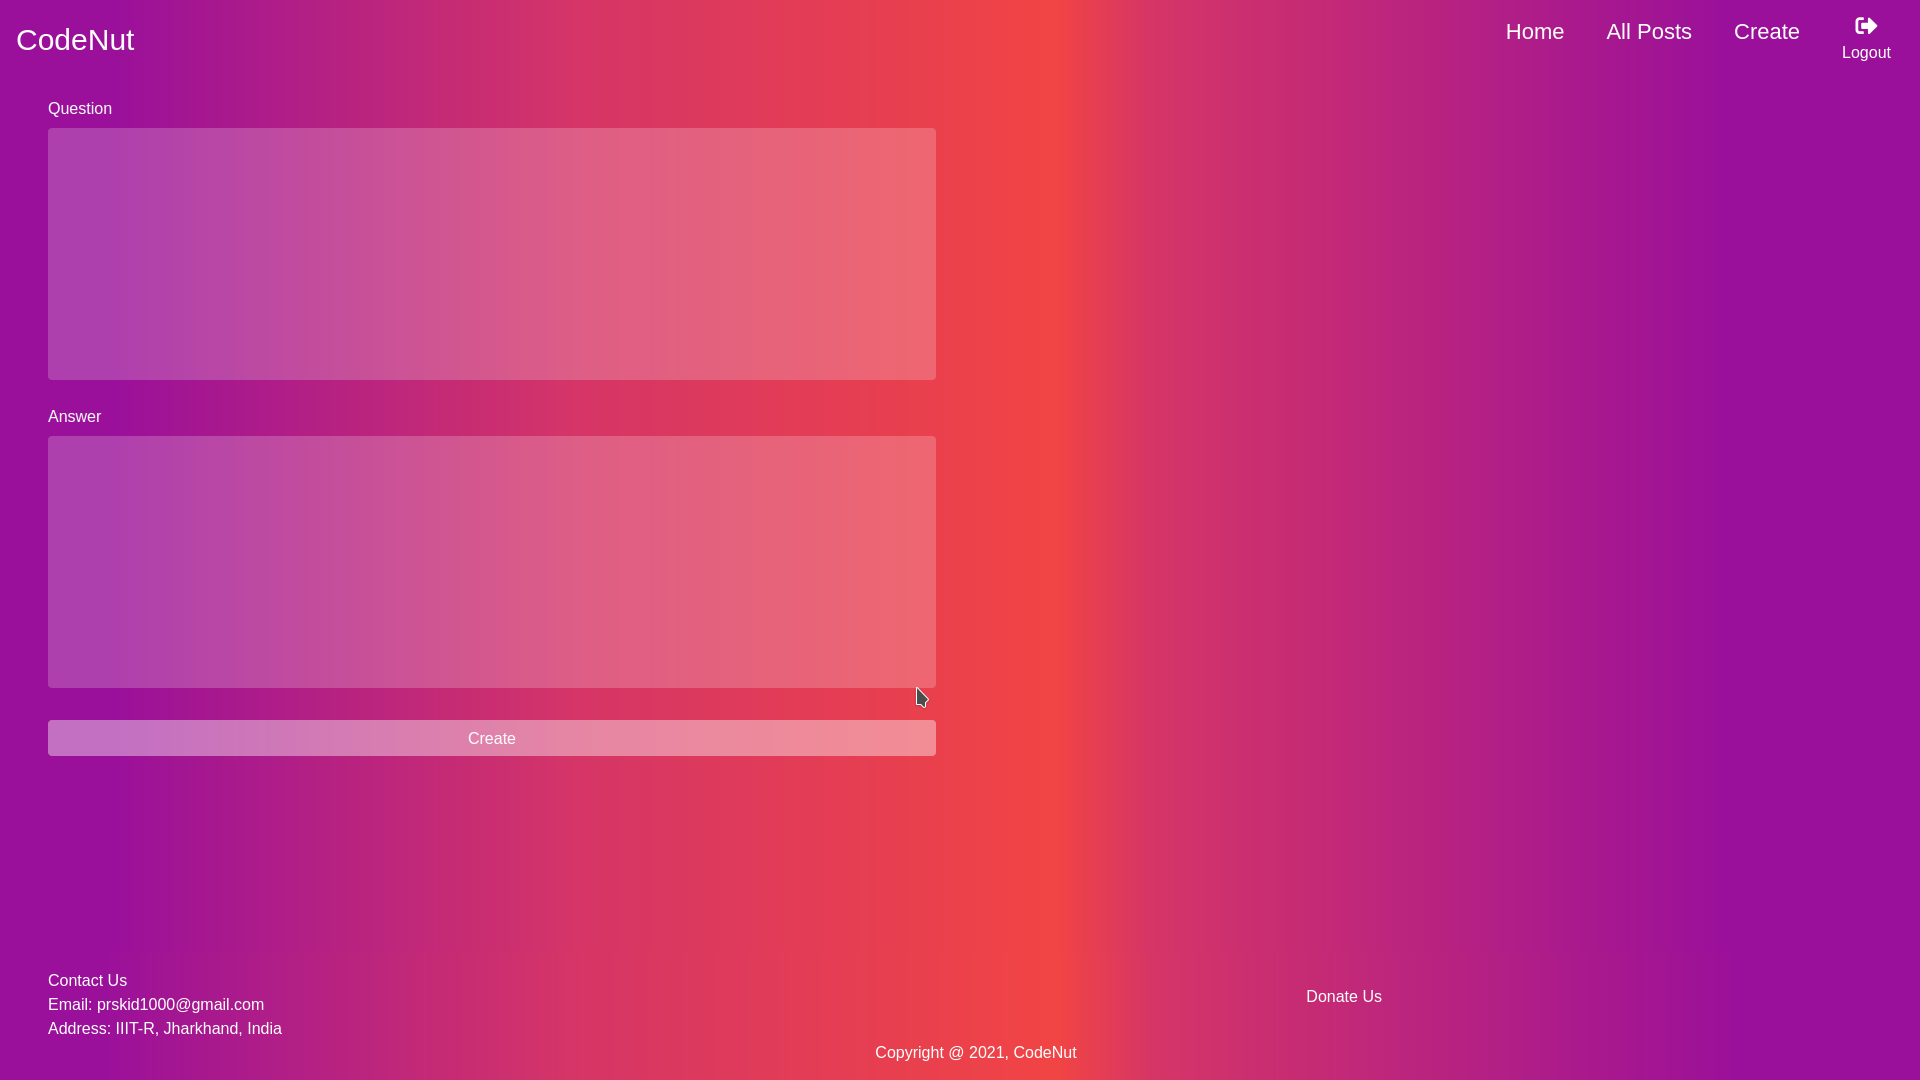 CodeNut
Home
All Posts
Create
Logout
Question
Answer
Create
Contact Us
Email: prskid1000@gmail.com
Address: IIIT-R, Jharkhand, India
Donate Us
Copyright @ 2021, CodeNut